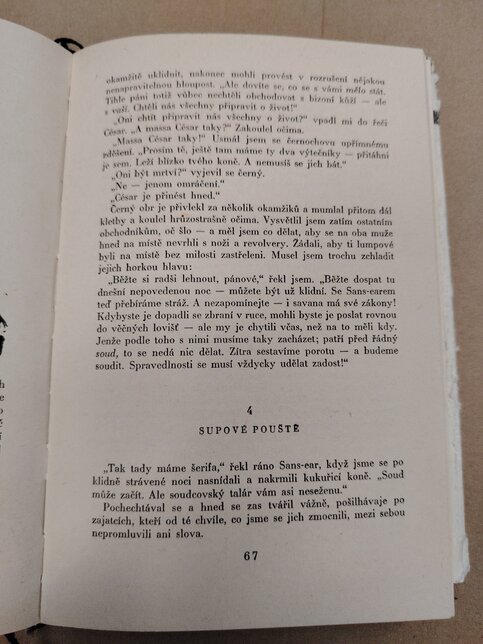 okamžitě uklidnit, nakonec mohli provést v rozrušení nějakou
nenapravitelnou hloupost. „Ale dovíte se, co se s vámi mělo stát.
Tihle páni totiž vůbec nechtěli obchodovat s bizoní kůží — ale
s vaší. Chtěli nás všechny připravit o život!“
„Oni chtít připravit nás všechny o život?“ vpadl mi do řeči
César. „A massa César taky?“ Zakoulel očima.
„Massa César taky!“ Usmál jsem se černochovu upřímnému
zděšení. „Prosím tě, ještě tam máme ty dva výtečníky — přitáhni
je sem. Leží blízko tvého koně. A nemusíš se jich bát.“
„Oni být mrtví?“ vyjevil se černý.
„Ne — jenom omráčení.“
„César je přinést hned.“
Černý obr je přivlekl za několik okamžiků a mumlal přitom dál
kletby a koulel hrůzostrašně očima. Vysvětlil jsem zatím ostatním
obchodníkům, oč šlo — a měl jsem co dělat, aby se na oba muže
hned na místě nevrhli s noži a revolvery. Žádali, aby ti lumpové
byli na místě bez milosti zastřeleni. Musel jsem trochu zchladit
jejich horkou hlavu:
„Běžte si radši lehnout, pánové,“ řekl jsem. „Běžte dospat tu
dnešní nepovedenou noc — můžete být už klidní. Se Sans-earem
teď přebíráme stráž. A nezapomínejte — i savana má své zákony!
Kdybyste je dopadli se zbraní v ruce, mohli byste je poslat rovnou
do věčných lovišť — ale my je chytili včas, než na to měli kdy.
Jenže podle toho s nimi musíme taky zacházet; patří před řádný
soud, to se nedá nic dělat. Zítra sestavíme porotu — a budeme
soudit. Spravedlnosti se musí vždycky udělat zadost!“
4
SUPOVÉ POUŠTĚ
„Tak tady máme šerifa,“ řekl ráno Sans-ear, když jsme se po
klidně strávené noci nasnídali a nakrmili kukuřicí koně. „Soud
může začít. Ale soudcovský talár vám asi neseženu.“
Pochechtával se a hned se zas tvářil vážně, pošilhávaje po
zajatcích, kteří od té chvíle, co jsme se jich zmocnili, mezi sebou
nepromluvili ani slova.
67